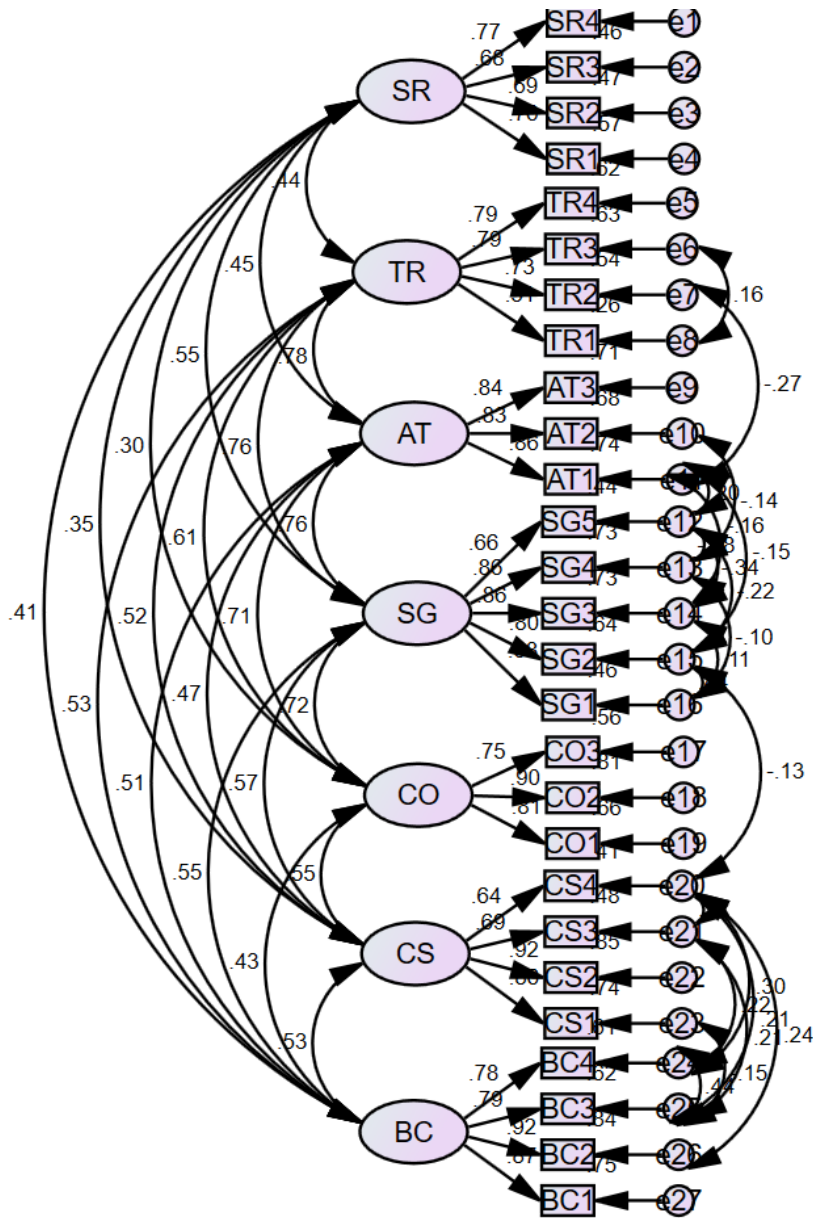 .77 SR4 .46 e1
.68 SR3 .47 e2
SR
.69 SR2 e3
SR1 .62 e4
.44
.79 TR4 .63 e5
.79 TR3 .54 e6
.45
TR
.73 TR2 .26 e7
.16
TR1 .71 e8
.55
.78
.84 AT3 .68 e9
-.27
.30
.76
AT
.83 AT2 .74 e10
.86 AT1 .44
-.14
.35
.61
.76
.66 SG5 .73 e12
-.16
-.15
.86 SG4 .73 e13
-.34
-.22
.41
.52
.71
SG
.86 SG3 .64 e14
-.10
.80 SG2 .46 e15
.53
.47
.72
SG1 .56 e16
.75 CO3 e17
-.13
.51
.57
CO
.90 CO2 .66 e18
.81 CO1 e19
.55
.55
.64 CS4 .48 e20
.69 CS3 .85 e21
.43
CS
.92 CS2 .74 e22
.30
.22
.21
CS1 e23
.21
.24
.53
.78 BC4 .62 e24
.15
.44
.79 BC3 .84
BC
.92 BC2 .75 e26
.87 BC1 e27